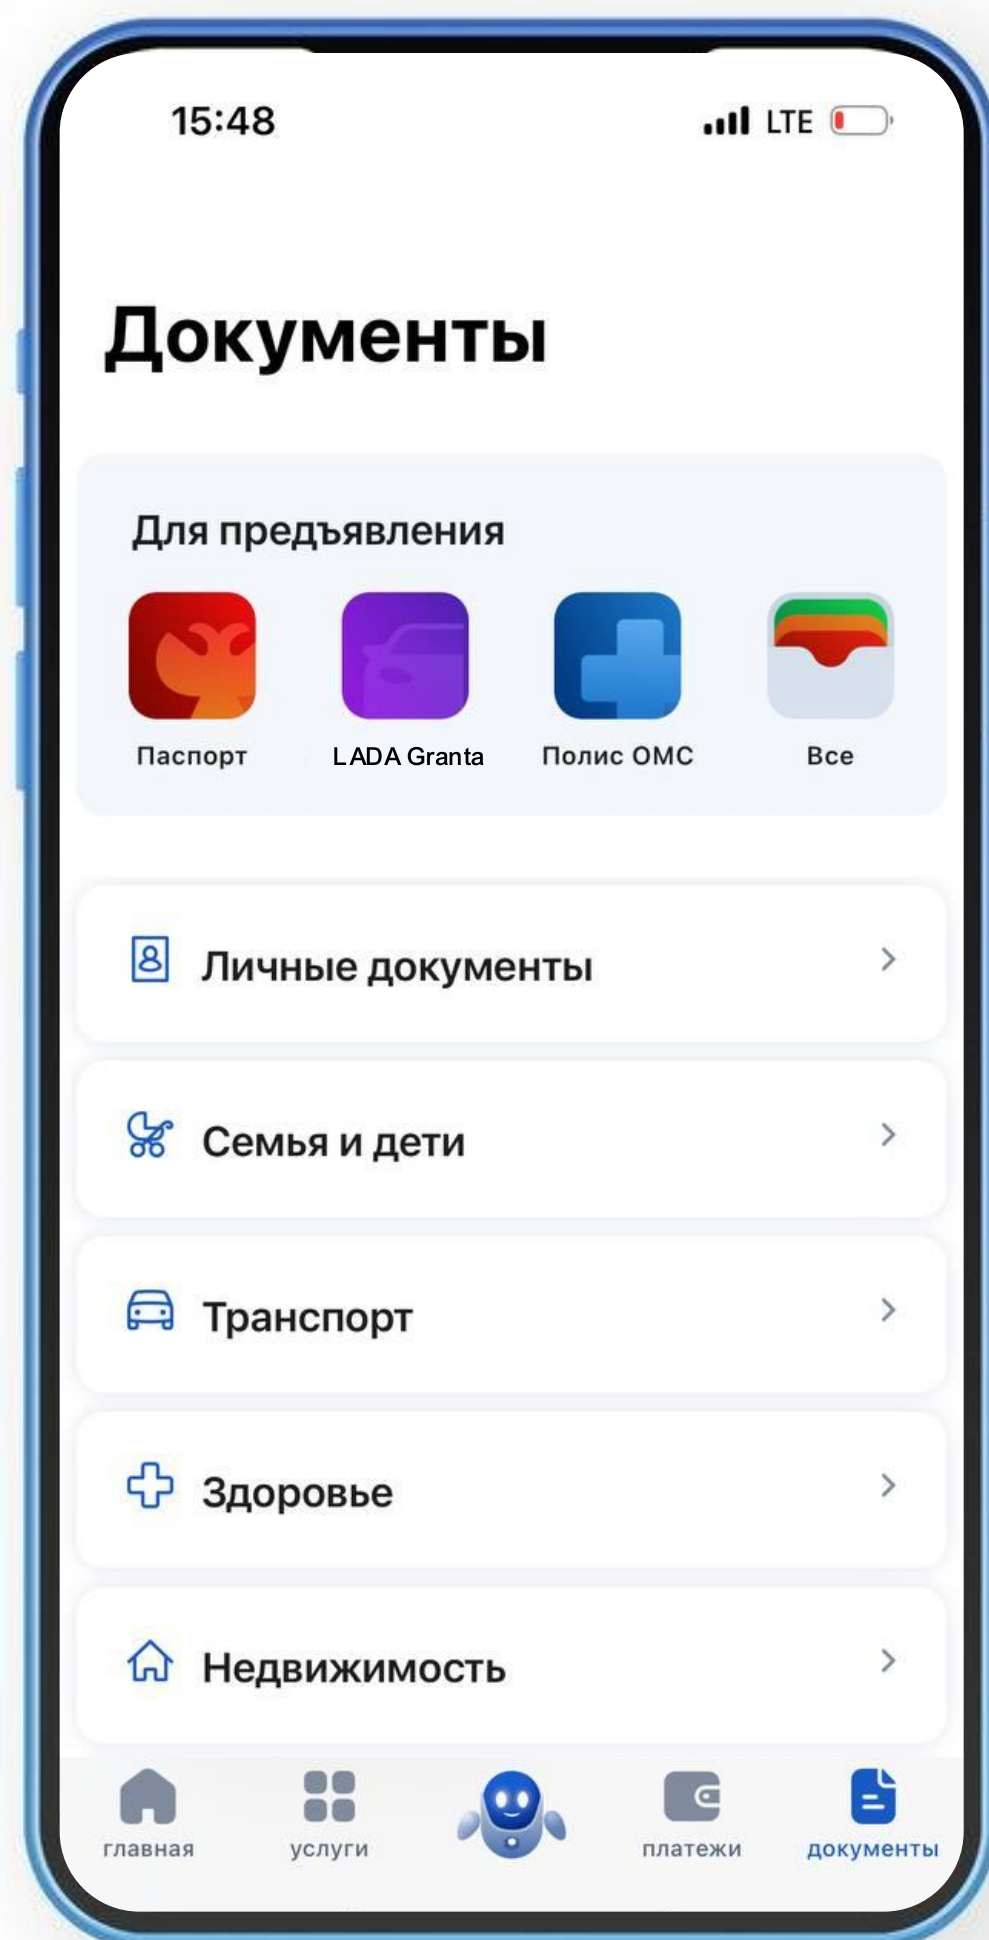 15:48 LTE
Документы
Для предъявления
Паспорт LADA Granta Полис ОМС Все
Личные документы
Семья и дети
Транспорт
Здоровье
Недвижимость
главная услуги платежи документы